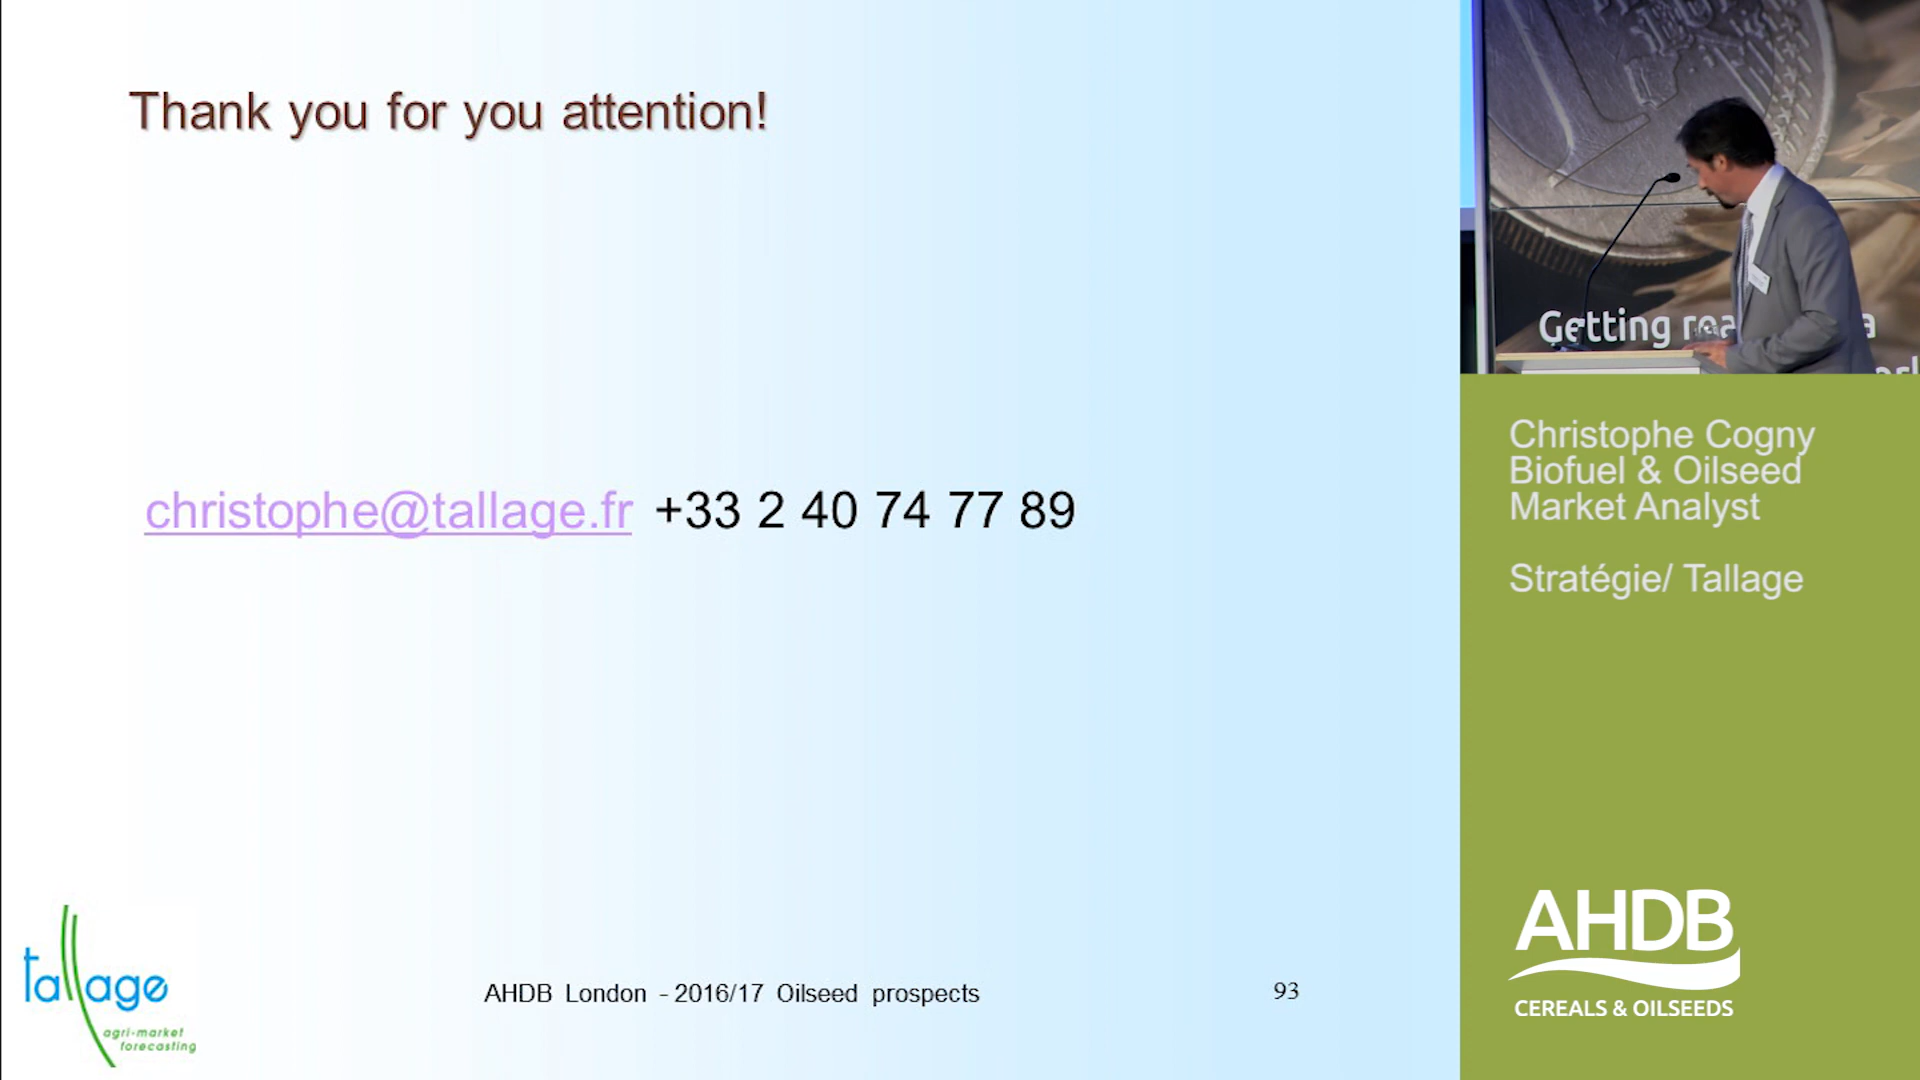 Thank you for you attention!
christophe@tallage.fr +33 2 40 74 77 89
tallage
agri-market
forecasting
AHDB London - 2016/17 Oilseed prospects
93
Getting
Christophe Cogny
Biofuel & Oilseed
Market Analyst
Stratégie/ Tallage
AHDB
CEREALS & OILSEEDS